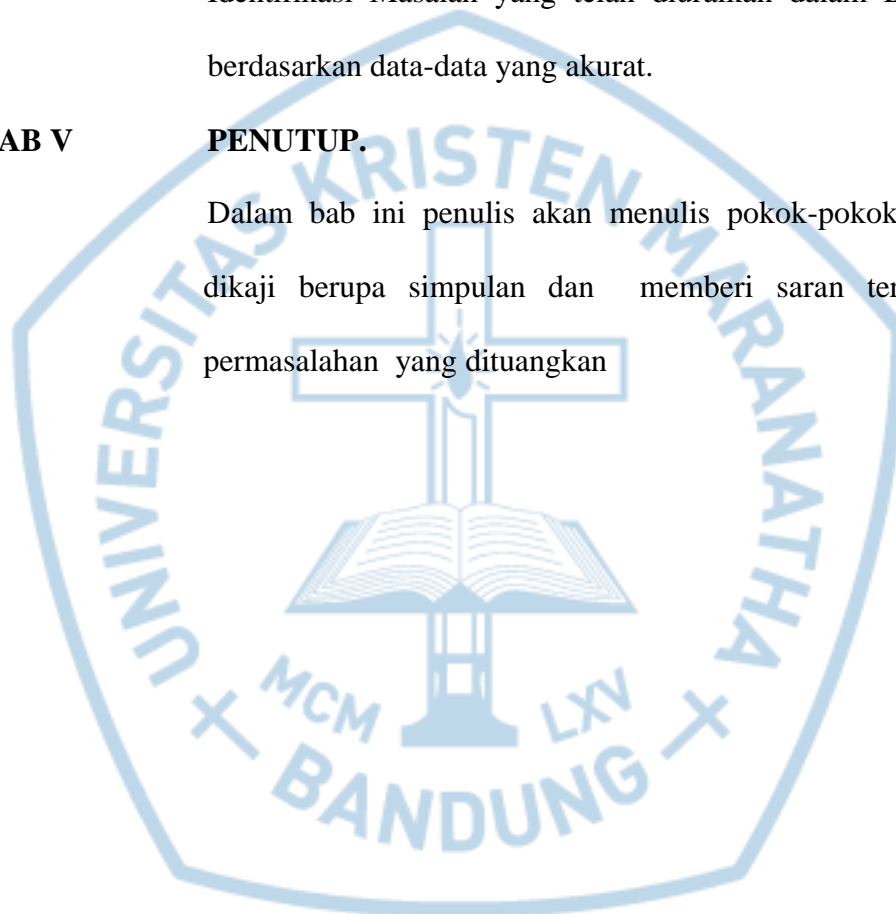 Identifikasi Masalah yang telah diuraikan dalam
berdasarkan data-data yang akurat.
AB V PENUTUP.
Dalam bab ini penulis akan menulis pokok-pokok
dikaji berupa simpulan dan memberi saran ter
permasalahan yang dituangkan
UNIVERSITAS KRISTEN MARANATHA
MCM LXV
BANDUNG